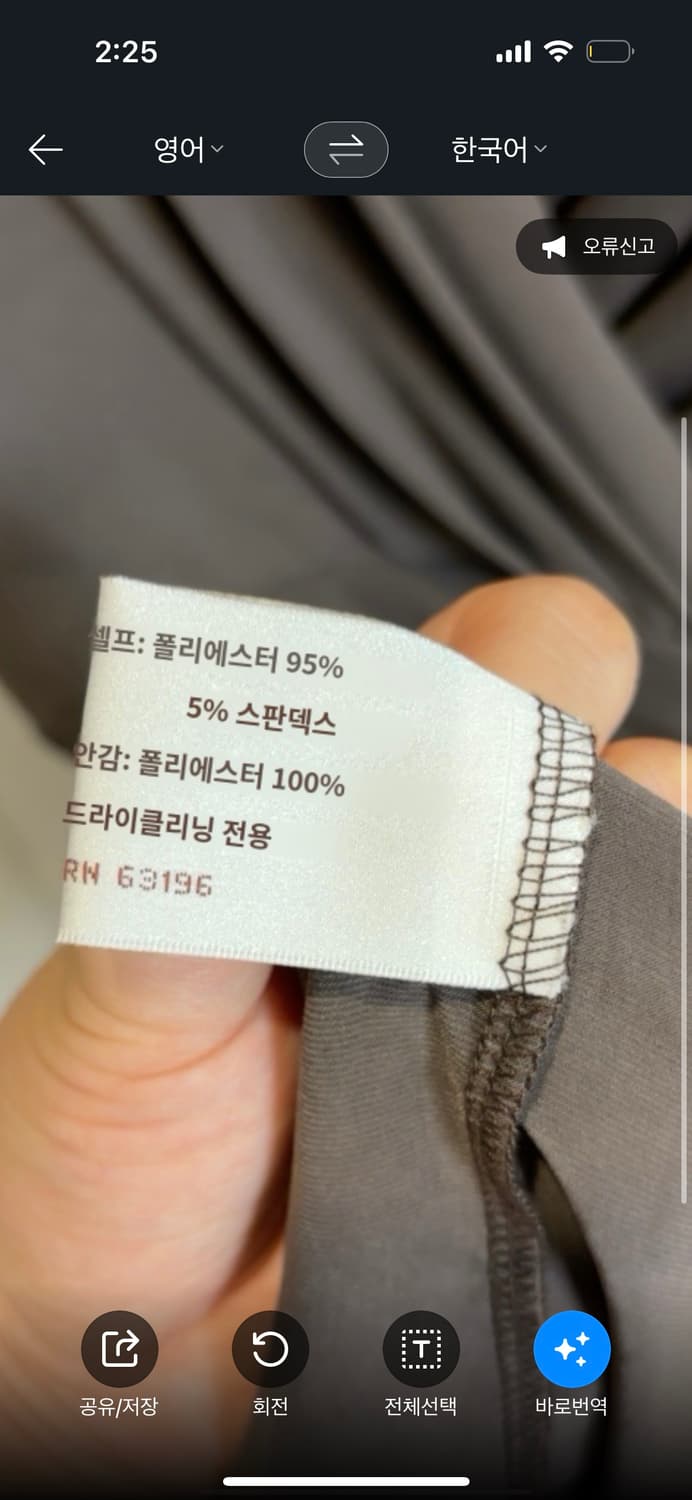 2:25
영어
한국어
오류신고
셀프: 폴리에스터 95%
5% 스판덱스
안감: 폴리에스터 100%
드라이클리닝 전용
RN 63196
공유/저장
회전
T 전체선택
바로번역